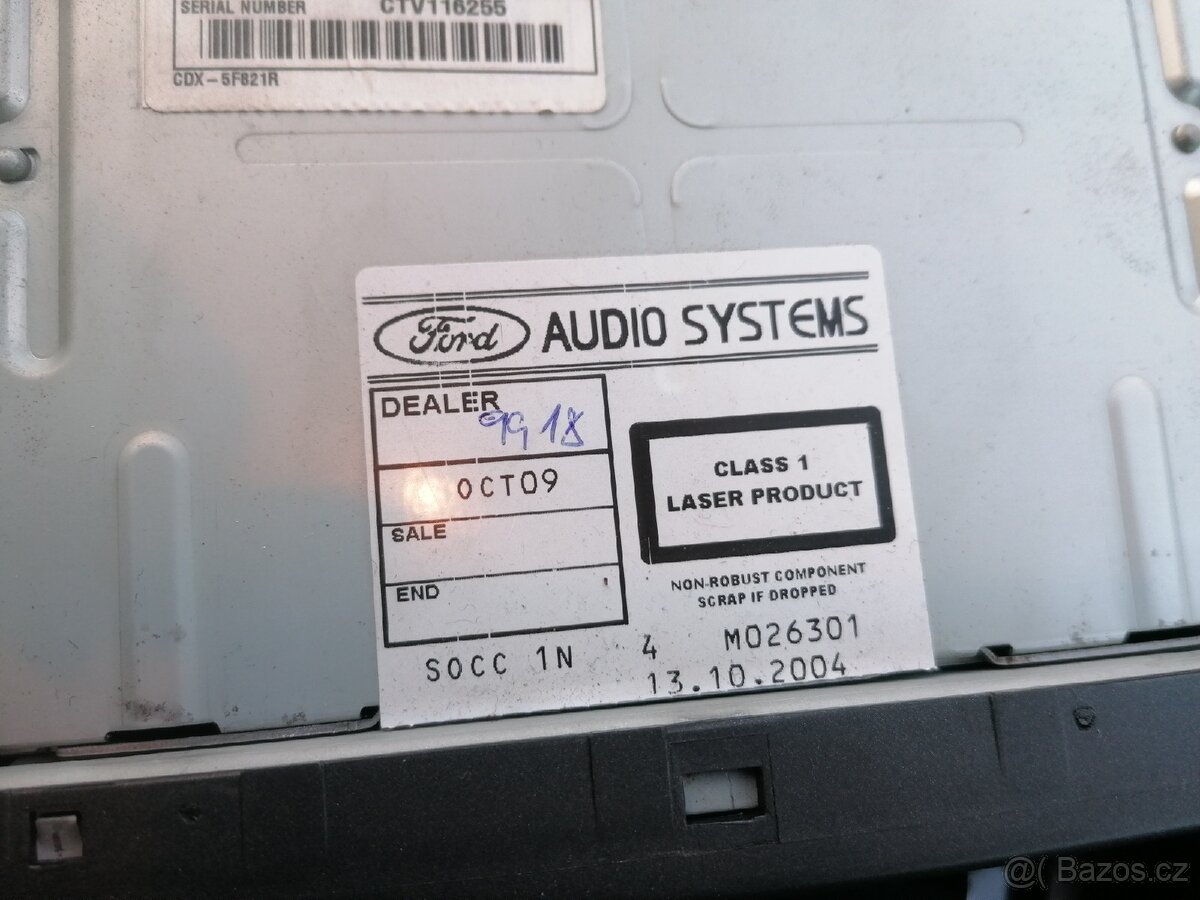 SERIAL NUMBER CTV116255
CDX-5F821R
Ford AUDIO SYSTEMS
DEALER
9918
OCT09
SALE
END
CLASS 1
LASER PRODUCT
NON-ROBUST COMPONENT
SCRAP IF DROPPED
SOCC 1N 4 M026301
13.10.2004
@( Bazos.cz